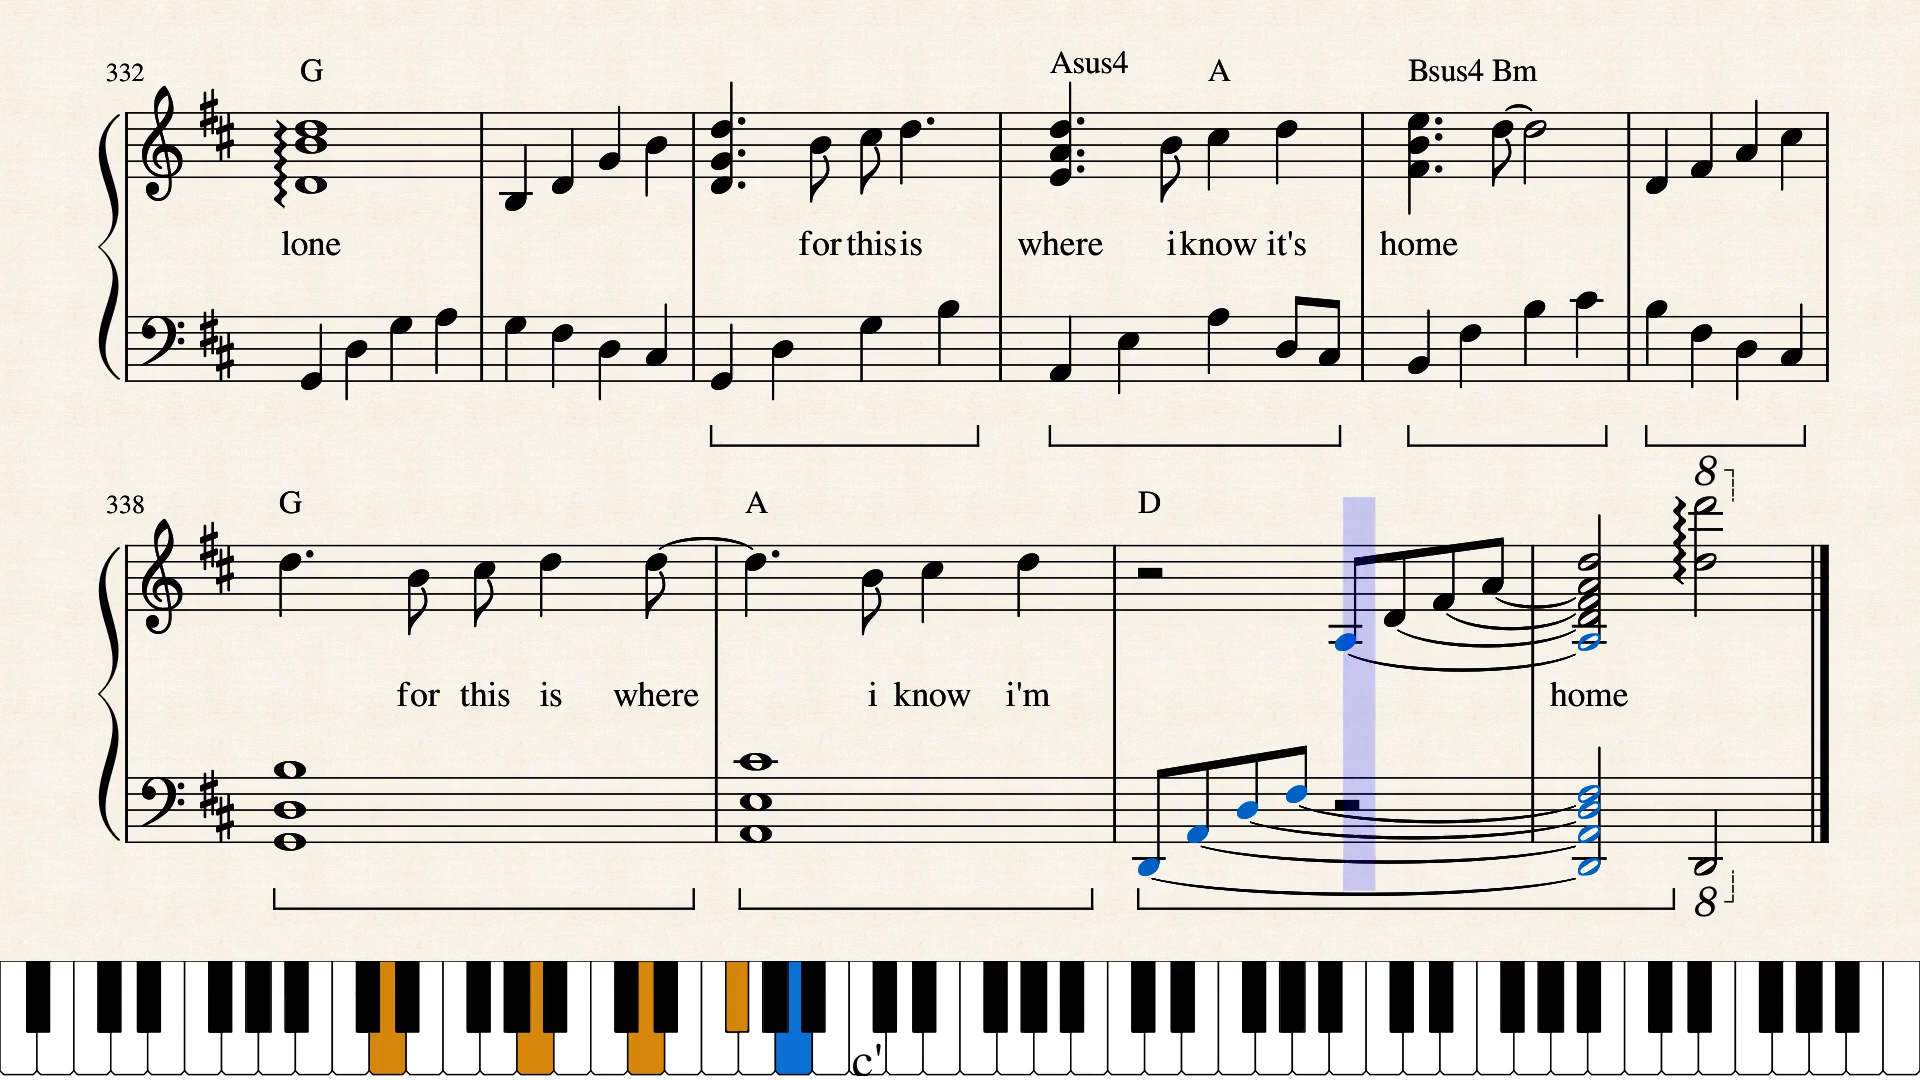 332 G Asus4 A Bsus4 Bm
lone for this is where i know it's home
8
338 G A D
for this is where i know i'm home
8
c'